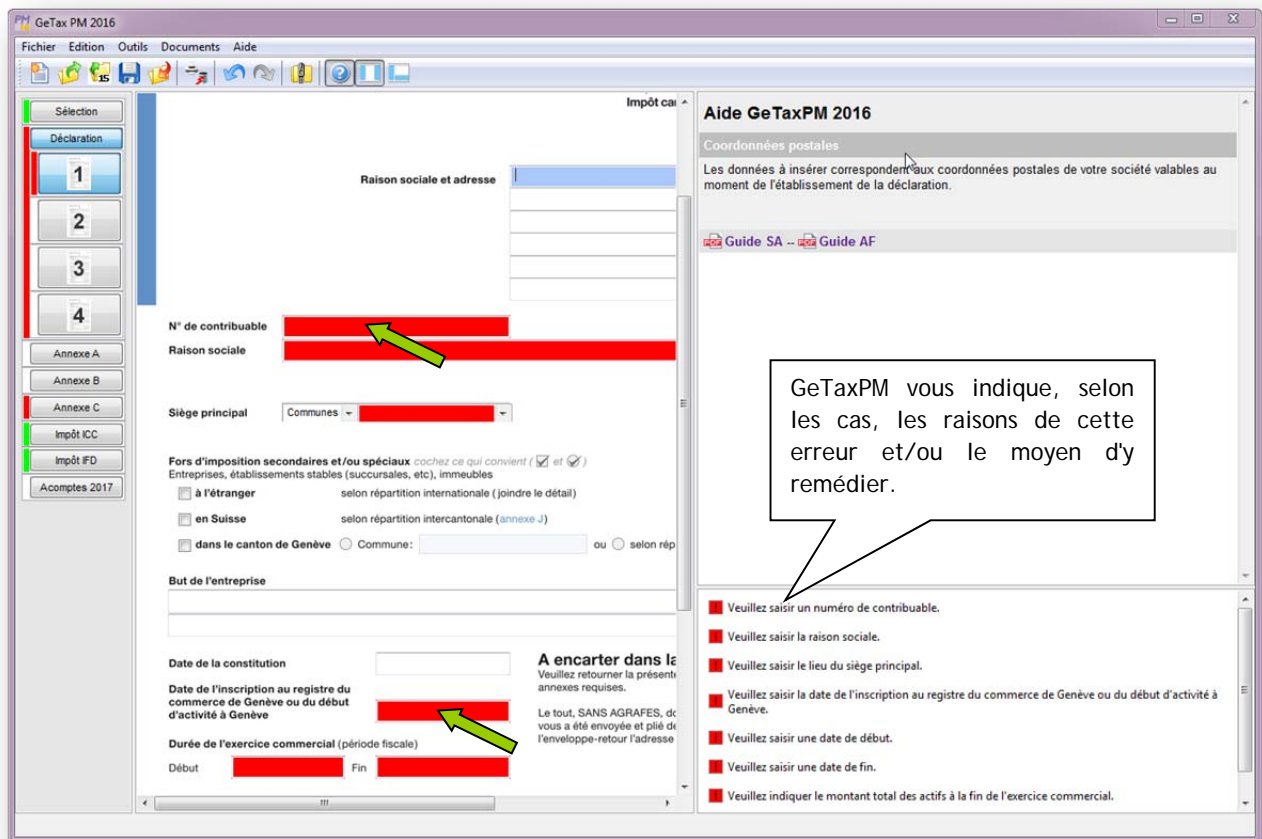 GeTax PM 2016
Fichier Edition Outils Documents Aide
15
Sélection
Déclaration
1
2
3
4
Annexe A
Annexe B
Annexe C
Impôt ICC
Impôt IFD
Acomptes 2017
Impôt ca
Raison sociale et adresse
N° de contribuable
Raison sociale
Siège principal Communes
Fors d'imposition secondaires et/ou spéciaux cochez ce qui convient ( et )
Entreprises, établissements stables (succursales, etc), immeubles
à l'étranger selon répartition internationale (joindre le détail)
en Suisse selon répartition intercantonale (annexe J)
dans le canton de Genève Commune: ou selon rép
But de l'entreprise
Date de la constitution
Date de l'inscription au registre du
commerce de Genève ou du début
d'activité à Genève
Durée de l'exercice commercial (période fiscale)
Début Fin
A encarter dans la
Veuillez retourner la présent
annexes requises.
Le tout, SANS AGRAFES, do
vous a été envoyée et plié d
l'enveloppe-retour l'adresse
Aide GeTaxPM 2016
Coordonnées postales
Les données à insérer correspondent aux coordonnées postales de votre société valables au
moment de l'établissement de la déclaration.
PDF Guide SA -- PDF Guide AF
GeTaxPM vous indique, selon
les cas, les raisons de cette
erreur et/ou le moyen d'y
remédier.
! Veuillez saisir un numéro de contribuable.
! Veuillez saisir la raison sociale.
! Veuillez saisir le lieu du siège principal.
! Veuillez saisir la date de l'inscription au registre du commerce de Genève ou du début d'activité à
Genève.
! Veuillez saisir une date de début.
! Veuillez saisir une date de fin.
! Veuillez indiquer le montant total des actifs à la fin de l'exercice commercial.